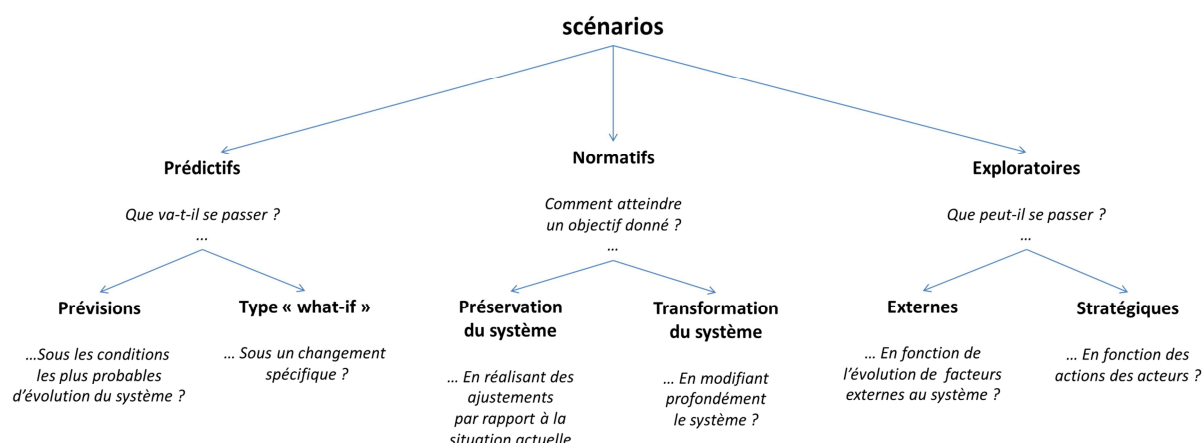 scénarios
Prédictifs
Que va-t-il se passer ?
...
Prévisions
...Sous les conditions
les plus probables
d'évolution du système ?
Type « what-if »
... Sous un changement
spécifique ?
Normatifs
Comment atteindre
un objectif donné ?
...
Préservation
du système
... En réalisant des
ajustements
par rapport à la
situation actuelle
Transformation
du système
... En modifiant
profondément
le système ?
Exploratoires
Que peut-il se passer ?
...
Externes
... En fonction de
l'évolution de facteurs
externes au système ?
Stratégiques
... En fonction des
actions des acteurs ?